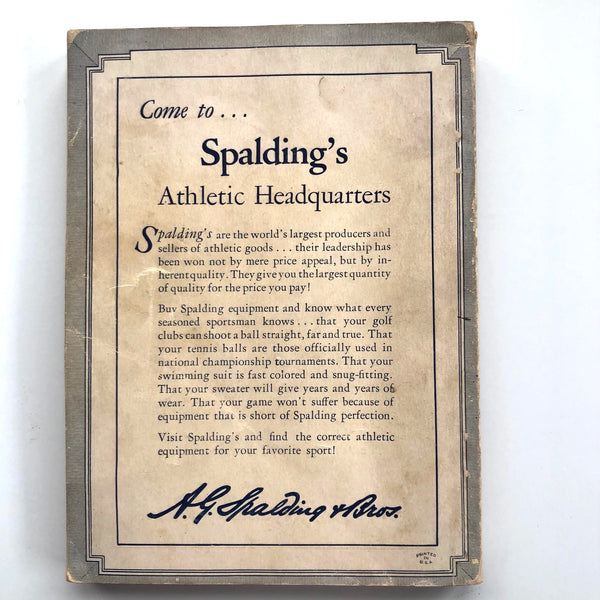 Come to . . .
Spalding's
Athletic Headquarters
Spalding's are the world's largest producers and
sellers of athletic goods . . . their leadership has
been won not by mere price appeal, but by in-
herent quality. They give you the largest quantity
of quality for the price you pay!
Buy Spalding equipment and know what every
seasoned sportsman knows . . . that your golf
clubs can shoot a ball straight, far and true. That
your tennis balls are those officially used in
national championship tournaments. That your
swimming suit is fast colored and snug-fitting.
That your sweater will give years and years of
wear. That your game won't suffer because of
equipment that is short of Spalding perfection.
Visit Spalding's and find the correct athletic
equipment for your favorite sport!
A. G. Spalding & Bros.
PRINTED
IN
U.S.A.